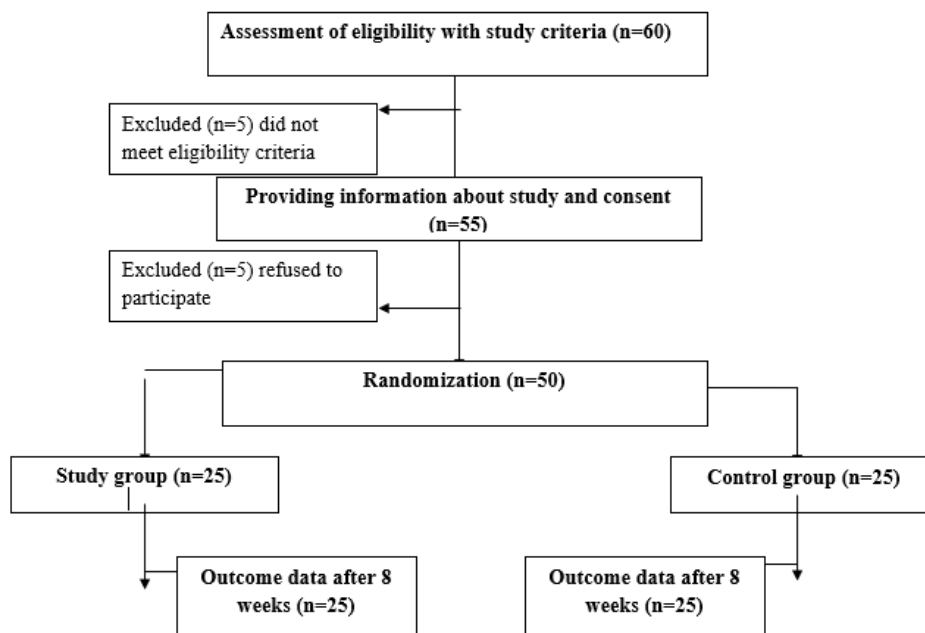 Assessment of eligibility with study criteria (n=60)
Excluded (n=5) did not
meet eligibility criteria
Providing information about study and consent
(n=55)
Excluded (n=5) refused to
participate
Randomization (n=50)
Study group (n=25)
Control group (n=25)
Outcome data after 8
weeks (n=25)
Outcome data after 8
weeks (n=25)